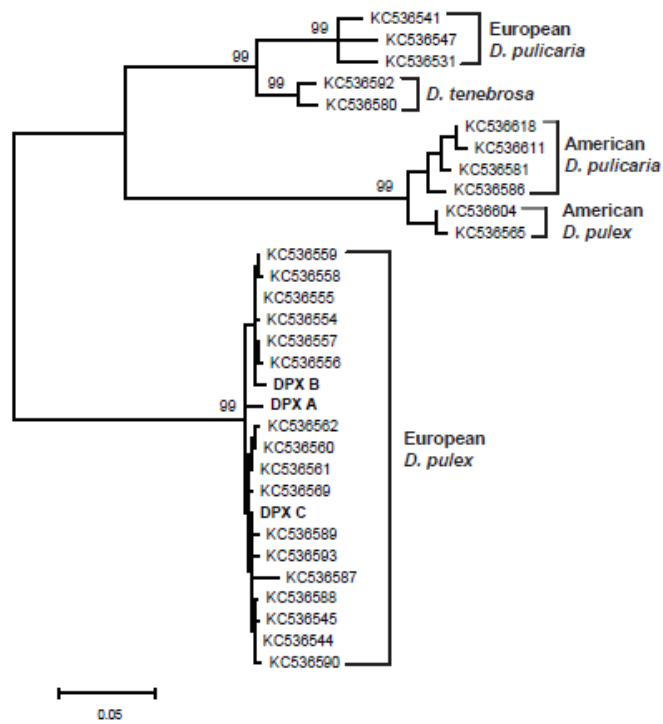 KC536541
99
KC536547
European
D. pulicaria
99
KC536531
99
KC536592
D. tenebrosa
KC536580
KC536618
KC536611
American
D. pulicaria
KC536581
99
KC536586
KC536604
American
D. pulex
KC536565
KC536559
KC536558
KC536555
KC536554
KC536557
KC536556
DPX B
99
DPX A
KC536562
European
D. pulex
KC536560
KC536561
KC536569
DPX C
KC536589
KC536593
KC536587
KC536588
KC536545
KC536544
KC536590
0.05